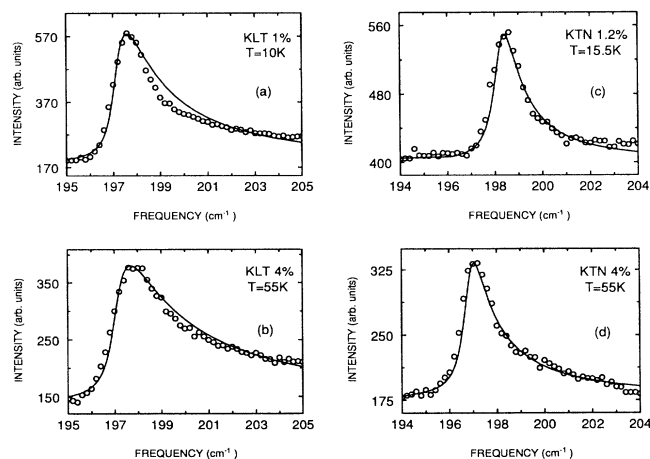 570
370
170
INTENSITY (arb. units)
KLT 1%
T=10K
(a)
195 197 199 201 203 205
FREQUENCY (cm⁻¹ )
560
480
400
INTENSITY (arb. units)
KTN 1.2%
T=15.5K
(c)
194 196 198 200 202 204
FREQUENCY (cm⁻¹ )
350
250
150
INTENSITY (arb. units)
KLT 4%
T=55K
(b)
195 197 199 201 203 205
FREQUENCY (cm⁻¹)
325
250
175
INTENSITY (arb. units)
KTN 4%
T=55K
(d)
194 196 198 200 202 204
FREQUENCY (cm⁻¹)